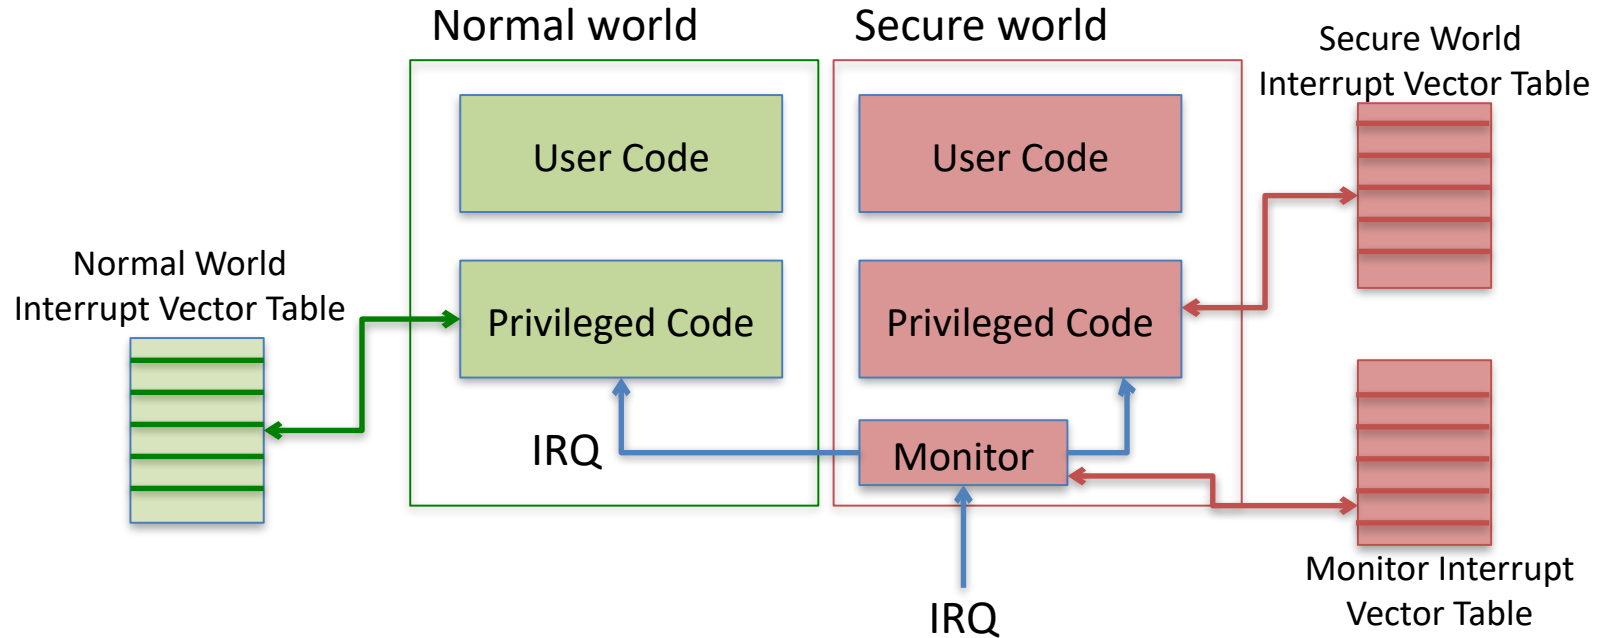 Normal world
Secure world
Secure World
Interrupt Vector Table
User Code
User Code
Normal World
Interrupt Vector Table
Privileged Code
Privileged Code
IRQ
Monitor
Monitor Interrupt
Vector Table
IRQ